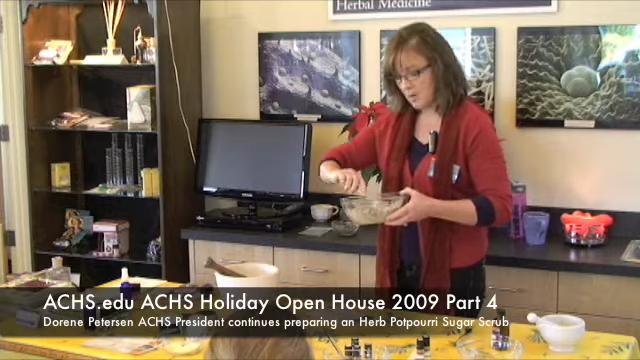 Herbal Medicine
ACHS.edu ACHS Holiday Open House 2009 Part 4
Dorene Petersen ACHS President continues preparing an Herb Potpourri Sugar Scrub